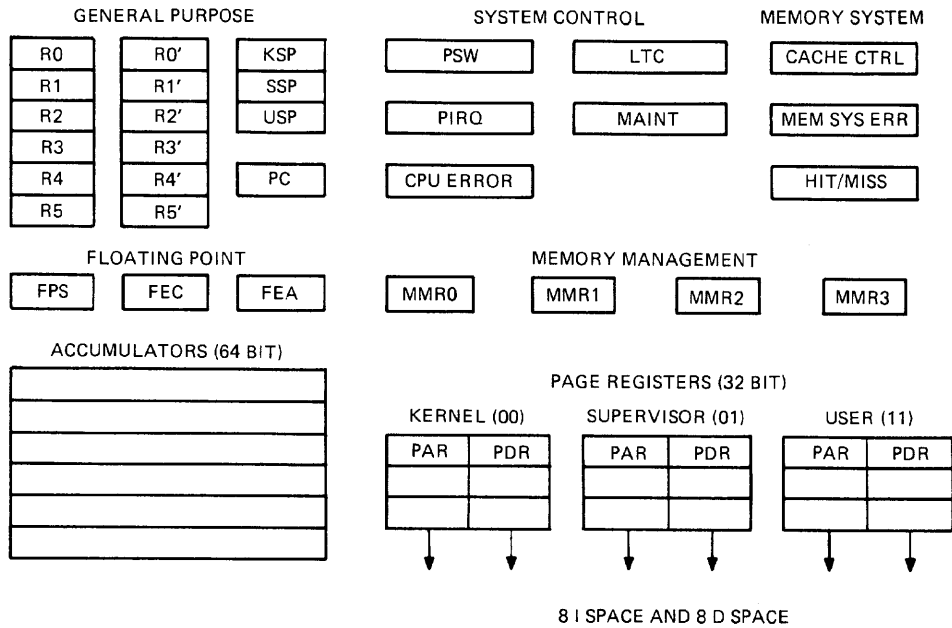 GENERAL PURPOSE
SYSTEM CONTROL
MEMORY SYSTEM
R0 R0' KSP PSW LTC CACHE CTRL
R1 R1' SSP
R2 R2' USP PIRQ MAINT MEM SYS ERR
R3 R3'
R4 R4' PC CPU ERROR HIT/MISS
R5 R5'
FLOATING POINT
MEMORY MANAGEMENT
FPS FEC FEA MMR0 MMR1 MMR2 MMR3
ACCUMULATORS (64 BIT)
PAGE REGISTERS (32 BIT)
KERNEL (00) SUPERVISOR (01) USER (11)
PAR PDR PAR PDR PAR PDR
8 I SPACE AND 8 D SPACE